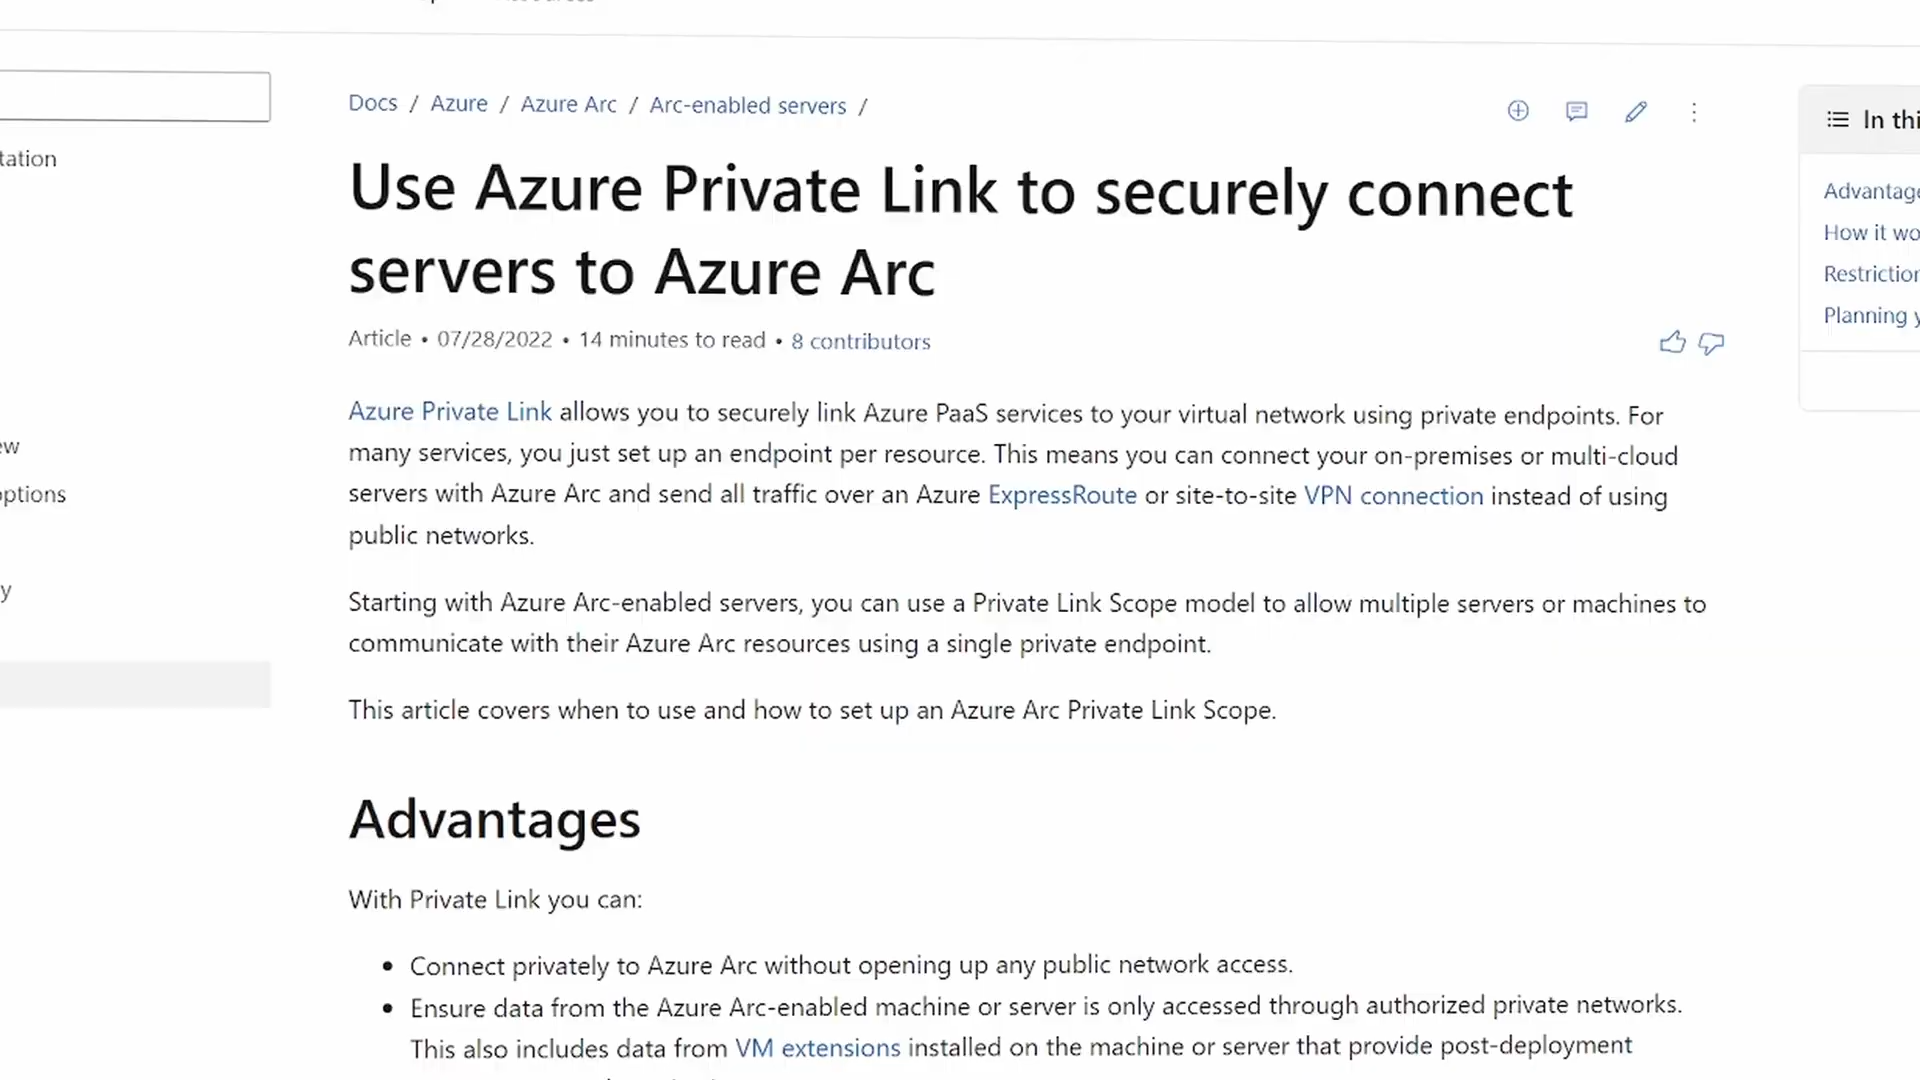 Docs / Azure / Azure Arc / Arc-enabled servers /
Use Azure Private Link to securely connect
servers to Azure Arc
Article • 07/28/2022 • 14 minutes to read • 8 contributors
Azure Private Link allows you to securely link Azure PaaS services to your virtual network using private endpoints. For
many services, you just set up an endpoint per resource. This means you can connect your on-premises or multi-cloud
servers with Azure Arc and send all traffic over an Azure ExpressRoute or site-to-site VPN connection instead of using
public networks.
Starting with Azure Arc-enabled servers, you can use a Private Link Scope model to allow multiple servers or machines to
communicate with their Azure Arc resources using a single private endpoint.
This article covers when to use and how to set up an Azure Arc Private Link Scope.
Advantages
With Private Link you can:
• Connect privately to Azure Arc without opening up any public network access.
• Ensure data from the Azure Arc-enabled machine or server is only accessed through authorized private networks.
This also includes data from VM extensions installed on the machine or server that provide post-deployment
tation
ew
options
y
In thi
Advantage
How it wo
Restriction
Planning y